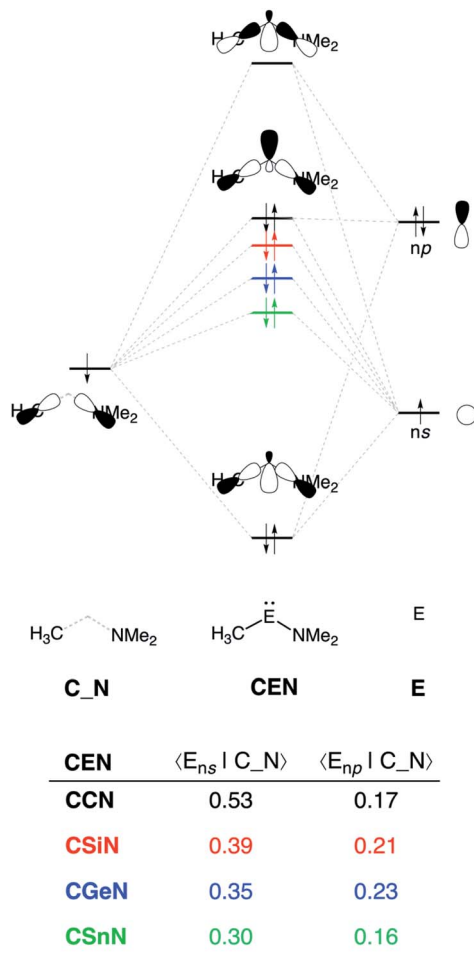 H₃C NMe₂
H₃C NMe₂
np
H₃C NMe₂
ns
H₃C NMe₂
H₃C NMe₂
Ë
H₃C NMe₂
E
C_N CEN E
CEN ⟨Eₙₛ | C_N⟩ ⟨Eₙₚ | C_N⟩
CCN 0.53 0.17
CSiN 0.39 0.21
CGeN 0.35 0.23
CSnN 0.30 0.16